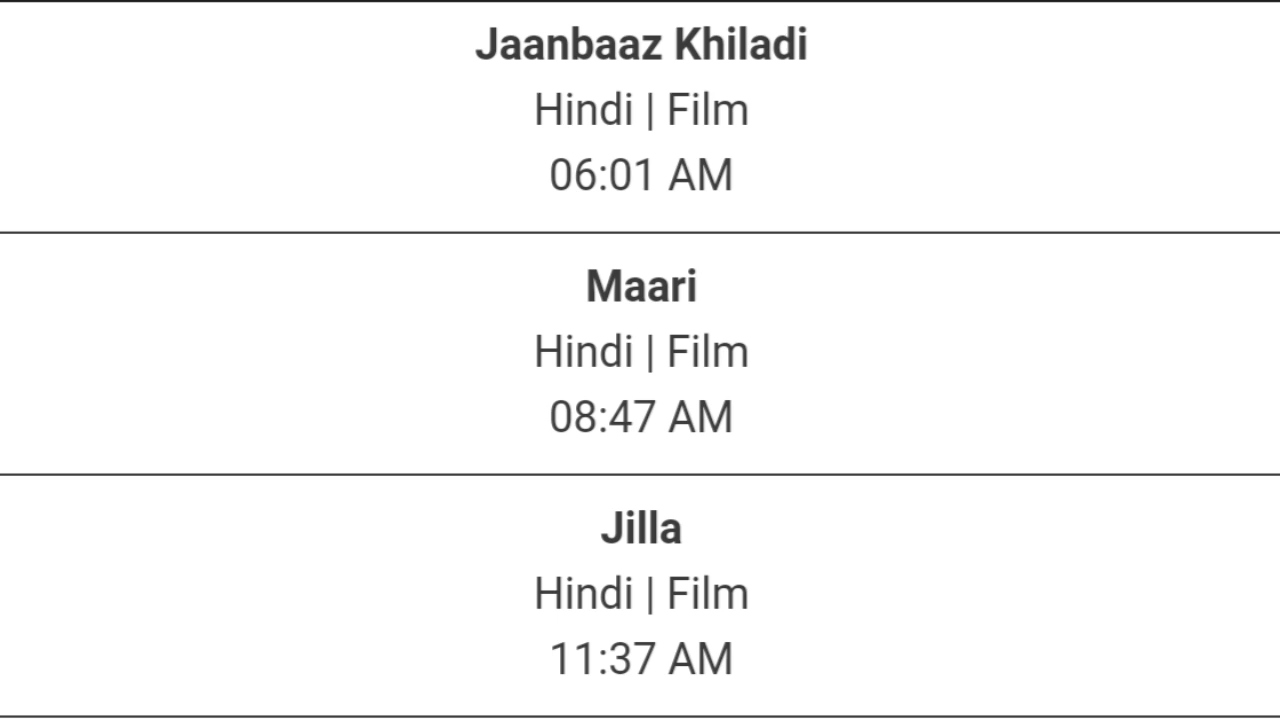 Jaanbaaz Khiladi
Hindi | Film
06:01 AM
Maari
Hindi | Film
08:47 AM
Jilla
Hindi | Film
11:37 AM